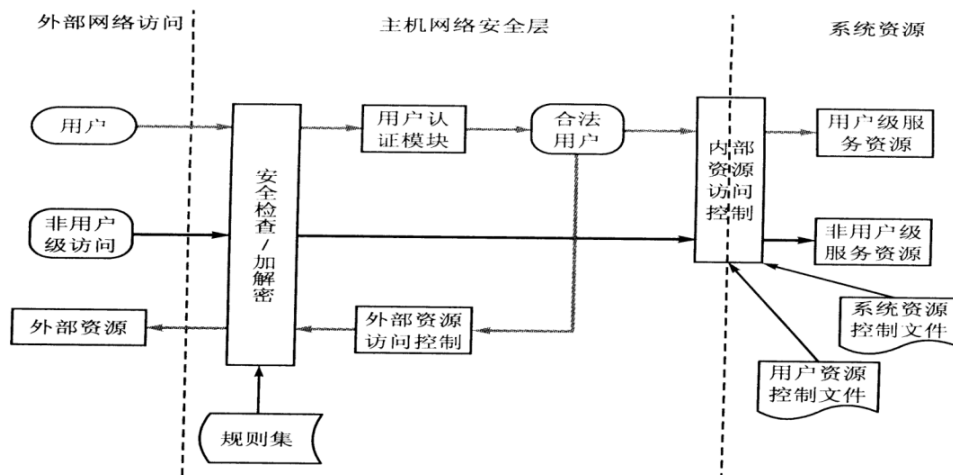 外部网络访问
主机网络安全层
系统资源
用户
用户认
证模块
合法
用户
用户级服
务资源
内部
资源
访问
控制
安全检查/加解密
非用户
级访问
非用户级
服务资源
外部资源
外部资源
访问控制
系统资源
控制文件
用户资源
控制文件
规则集